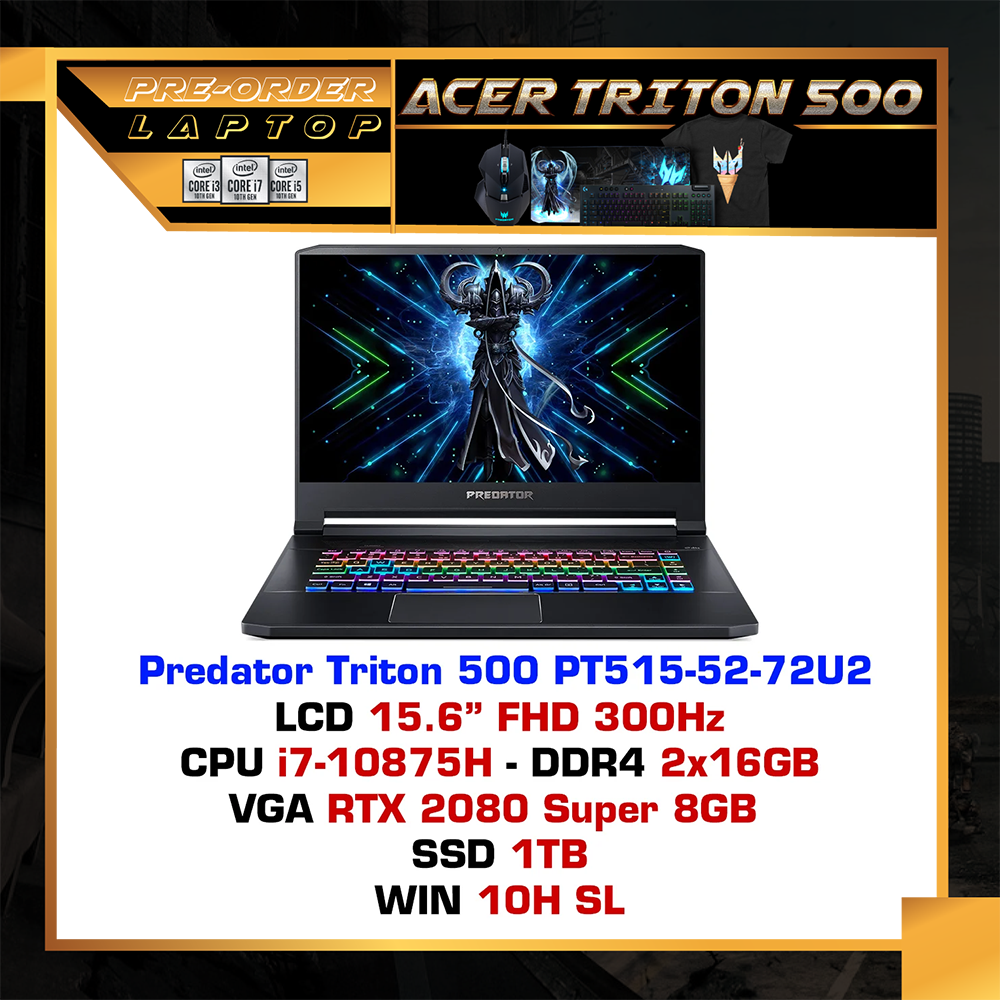 PRE-ORDER
LAPTOP
intel
CORE i3
10TH GEN
intel
CORE i7
10TH GEN
intel
CORE i5
10TH GEN
ACER TRITON 500
PREDATOR
Predator Triton 500 PT515-52-72U2
LCD 15.6” FHD 300Hz
CPU i7-10875H - DDR4 2x16GB
VGA RTX 2080 Super 8GB
SSD 1TB
WIN 10H SL